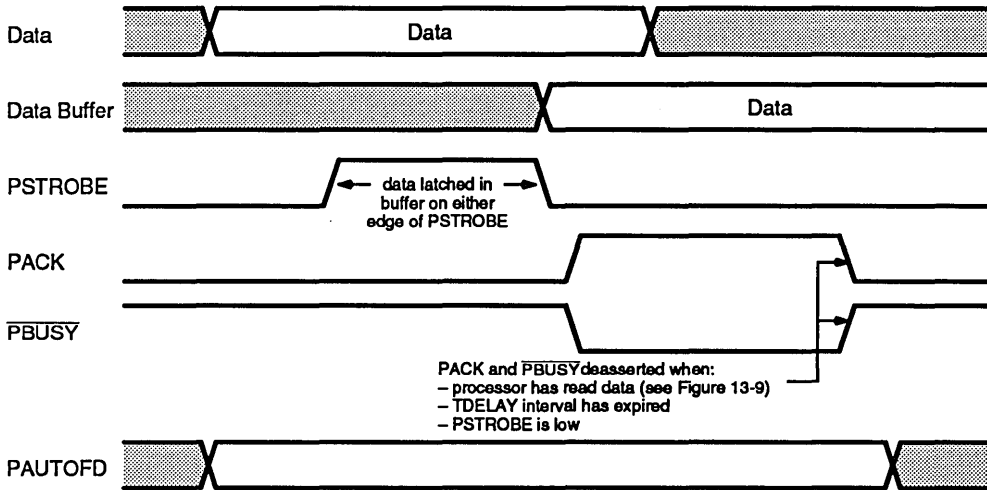 Data
Data
Data Buffer
Data
PSTROBE
data latched in
buffer on either
edge of PSTROBE
PACK
PBUSY
PACK and PBUSY deasserted when:
– processor has read data (see Figure 13-9)
– TDELAY interval has expired
– PSTROBE is low
PAUTOFD